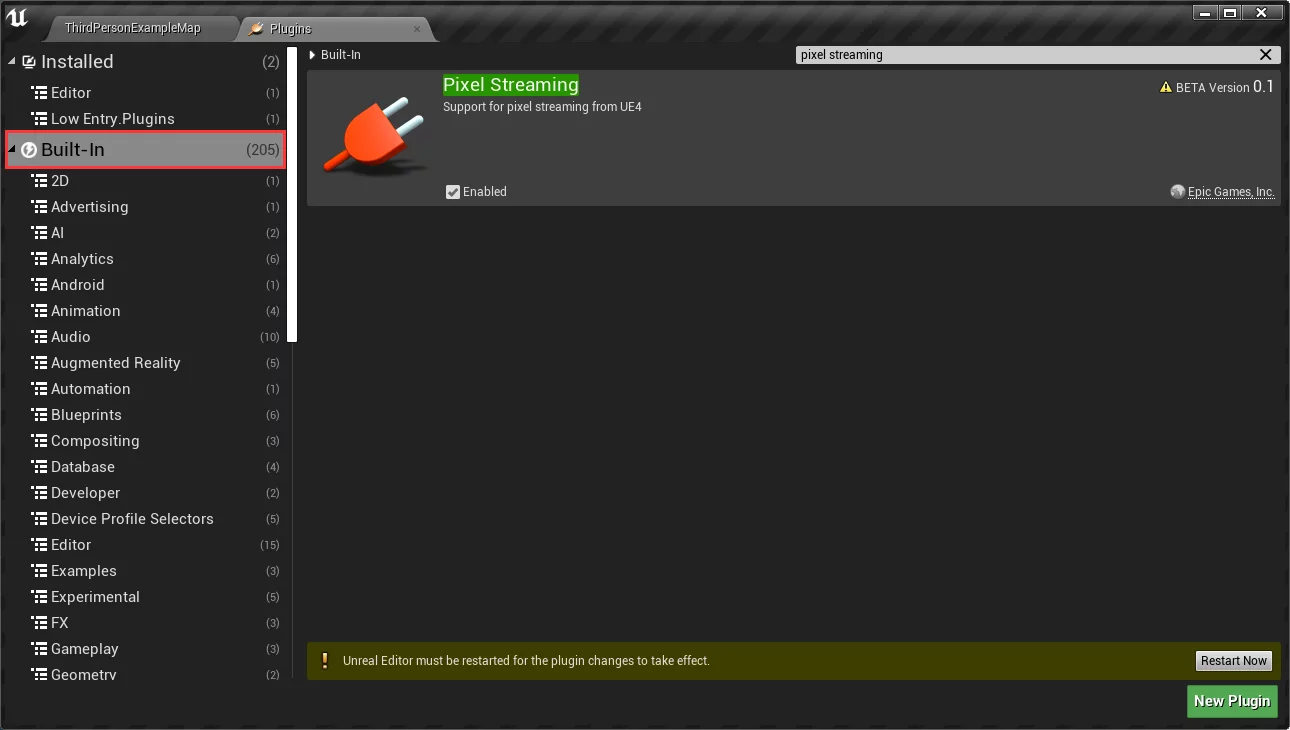 ThirdPersonExampleMap
Plugins
Installed (2)
Editor (1)
Low Entry.Plugins (1)
Built-In (205)
2D (1)
Advertising (1)
AI (2)
Analytics (6)
Android (1)
Animation (4)
Audio (10)
Augmented Reality (5)
Automation (1)
Blueprints (6)
Compositing (3)
Database (4)
Developer (2)
Device Profile Selectors (5)
Editor (15)
Examples (3)
Experimental (5)
FX (3)
Gameplay (3)
Geometry (2)
Built-In
pixel streaming
Pixel Streaming
BETA Version 0.1
Support for pixel streaming from UE4
Enabled
Epic Games, Inc.
Unreal Editor must be restarted for the plugin changes to take effect.
Restart Now
New Plugin